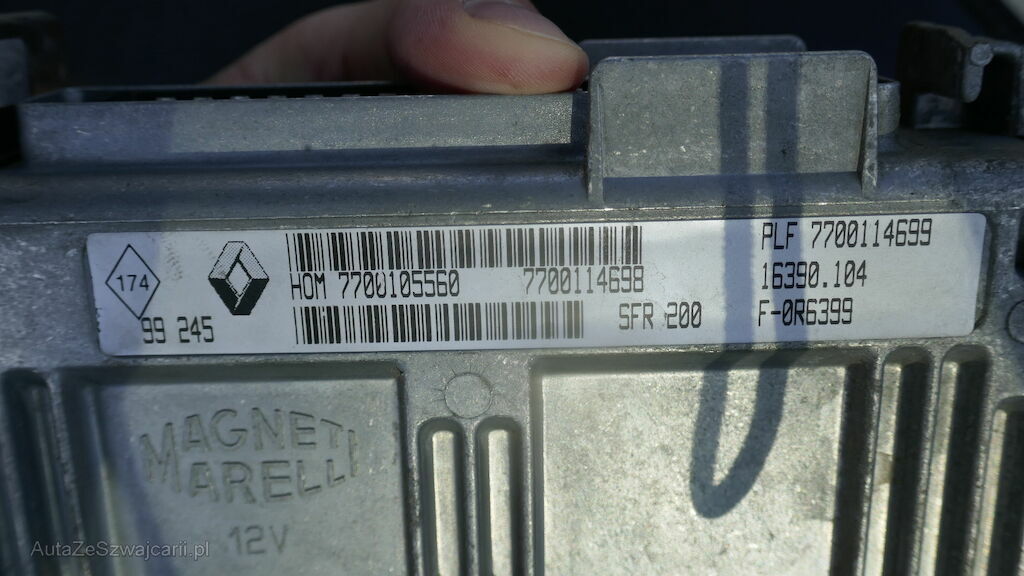 PLF 7700114699
174
HOM 7700105560 7700114698
16390.104
99 245
SFR 200
F-0R6399
MAGNETI
MARELLI
12V
AutaZeSzwajcarii.pl